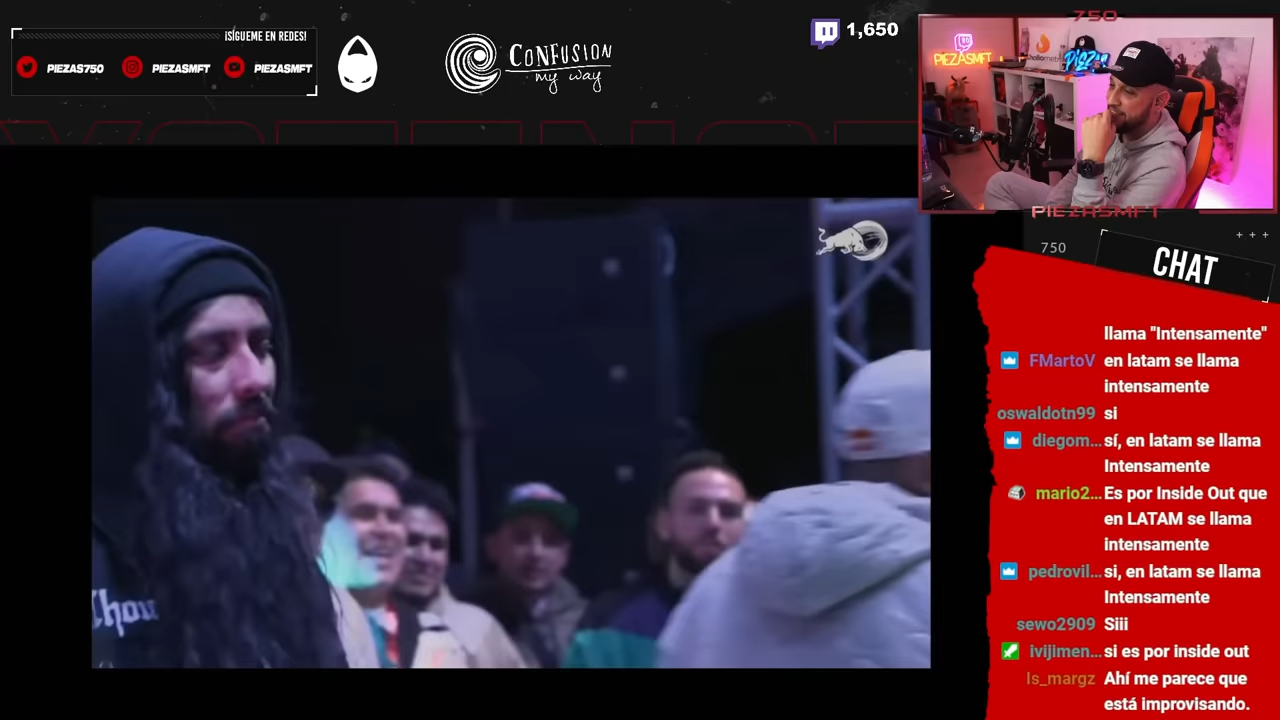 ¡SÍGUEME EN REDES!
PIEZAS750
PIEZASMFT
PIEZASMFT
CONFUSION
my way
1,650
750
PIEZASMFT
PIEZASMFT
750
CHAT
llama "Intensamente"
FMartoV en latam se llama
intensamente
oswaldotn99 si
diegom... sí, en latam se llama
Intensamente
mario2... Es por Inside Out que
en LATAM se llama
intensamente
pedrovil... si, en latam se llama
Intensamente
sewo2909 Siii
ivijimen... si es por inside out
ls_margz Ahí me parece que
está improvisando.